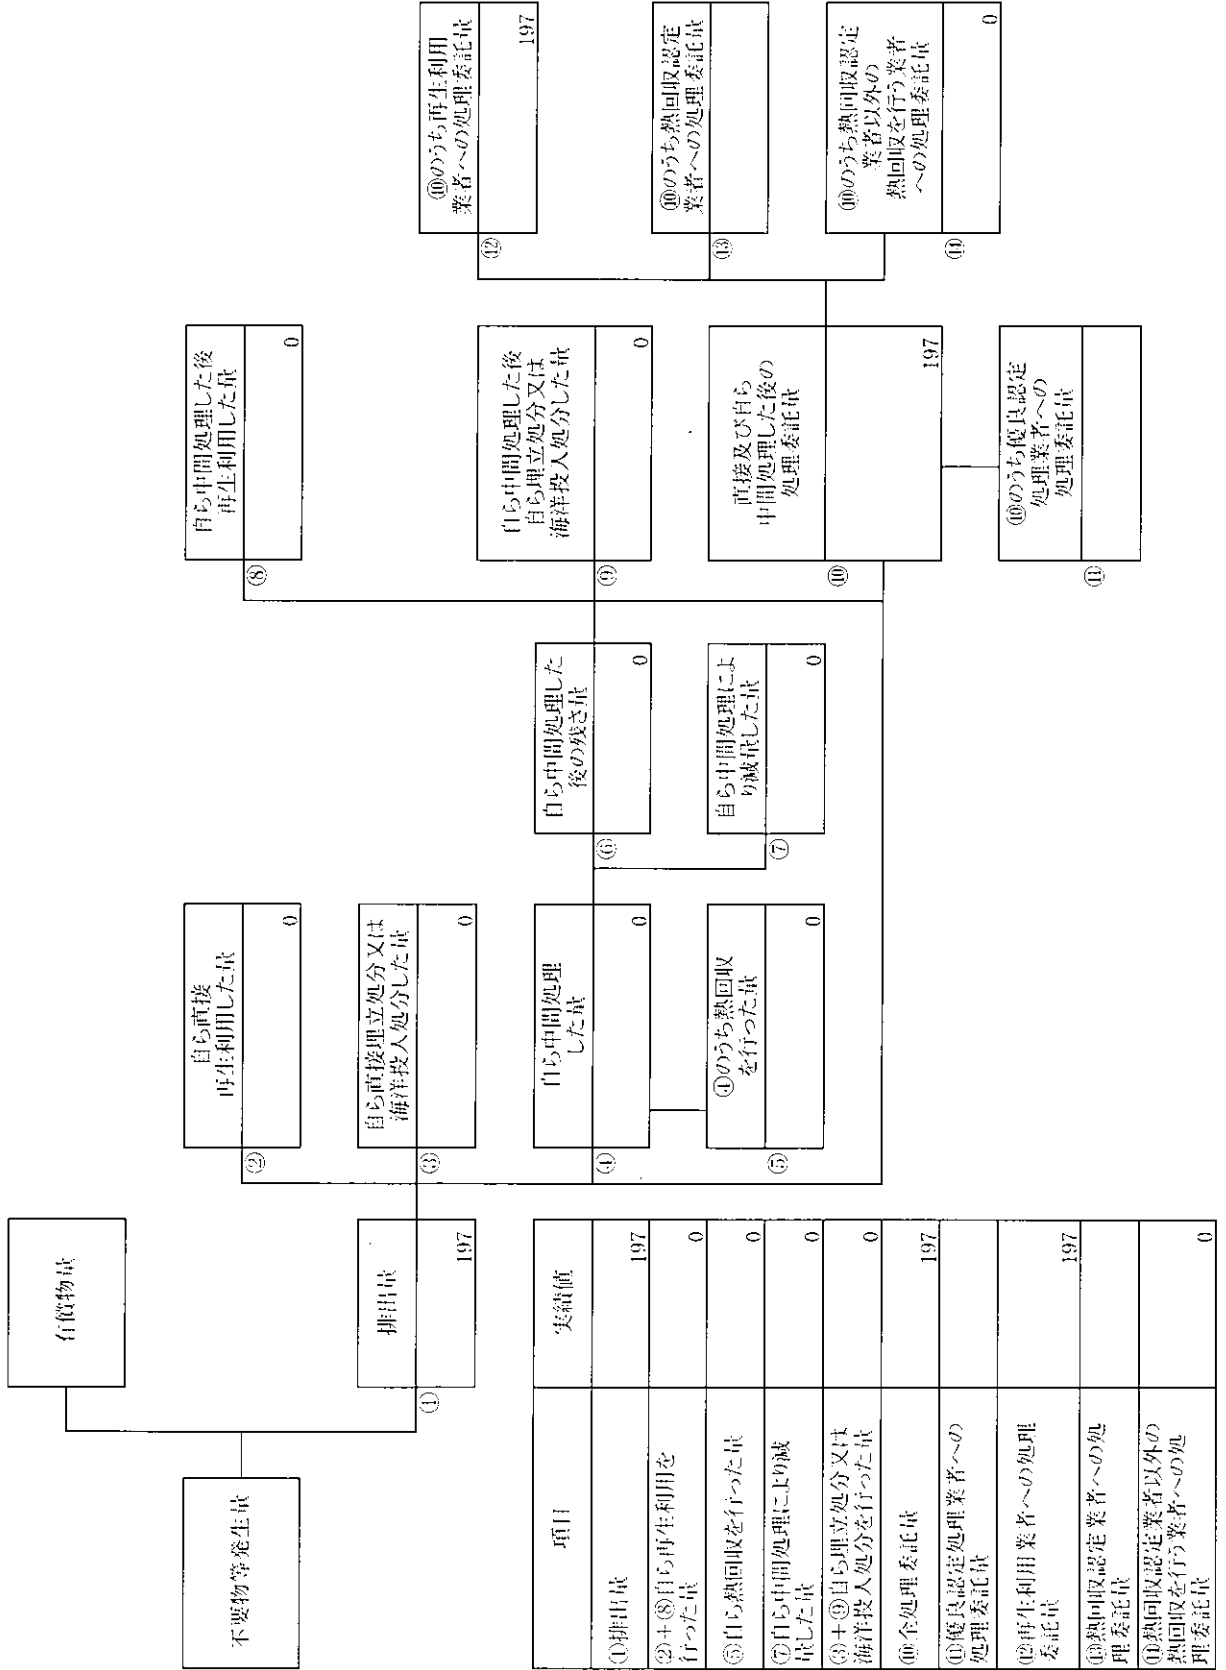 不要物等発生量
有償物量
①
排出量
197
②
自ら直接
再生利用した量
0
③
自ら直接埋立処分又は
海洋投入処分した量
0
④
自ら中間処理
した量
0
⑤
④のうち熱回収
を行った量
0
⑥
自ら中間処理した
後の残さ量
0
⑦
自ら中間処理によ
り減量した量
0
⑧
自ら中間処理した後
再生利用した量
0
⑨
自ら中間処理した後
自ら埋立処分又は
海洋投入処分した量
0
⑩
直接及び自ら
中間処理した後の
処理委託量
197
⑪
⑩のうち優良認定
処理業者への
処理委託量
⑫
⑩のうち再生利用
業者への処理委託量
197
⑬
⑩のうち熱回収認定
業者への処理委託量
⑭
⑩のうち熱回収認定
業者以外の
熱回収を行う業者
への処理委託量
0
項目 実績値
①排出量 197
②+⑧自ら再生利用を
行った量 0
⑤自ら熱回収を行った量 0
⑦自ら中間処理により減
量した量 0
③+⑨自ら埋立処分又は
海洋投入処分を行った量 0
⑩全処理委託量 197
⑪優良認定処理業者への
処理委託量
⑫再生利用業者への処理
委託量 197
⑬熱回収認定業者への処
理委託量
⑭熱回収認定業者以外の
熱回収を行う業者への処
理委託量 0